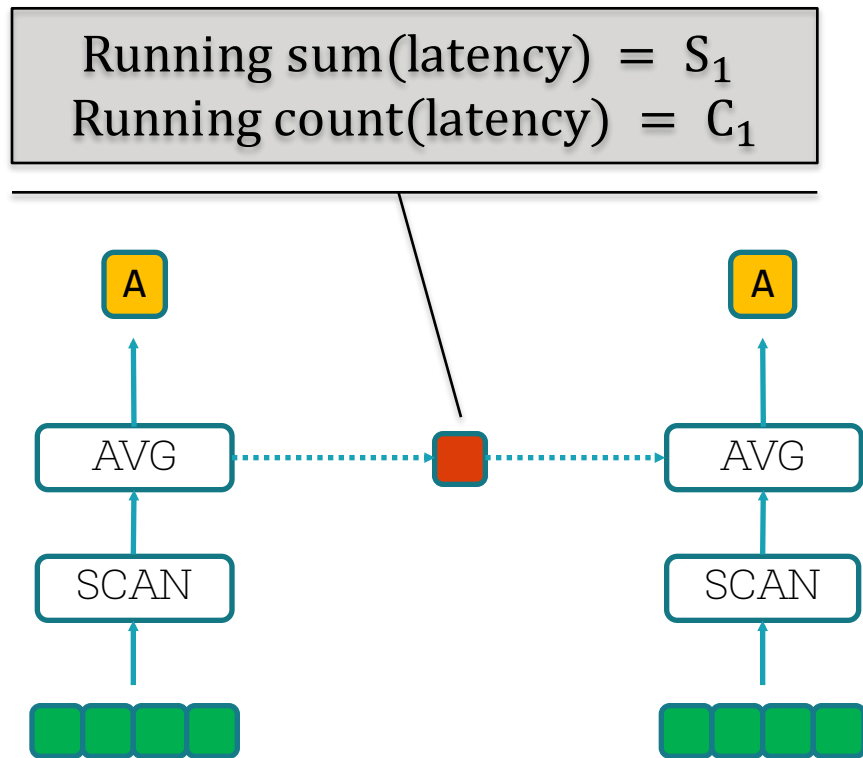 Running sum(latency) = S₁
Running count(latency) = C₁
A
A
AVG
AVG
SCAN
SCAN